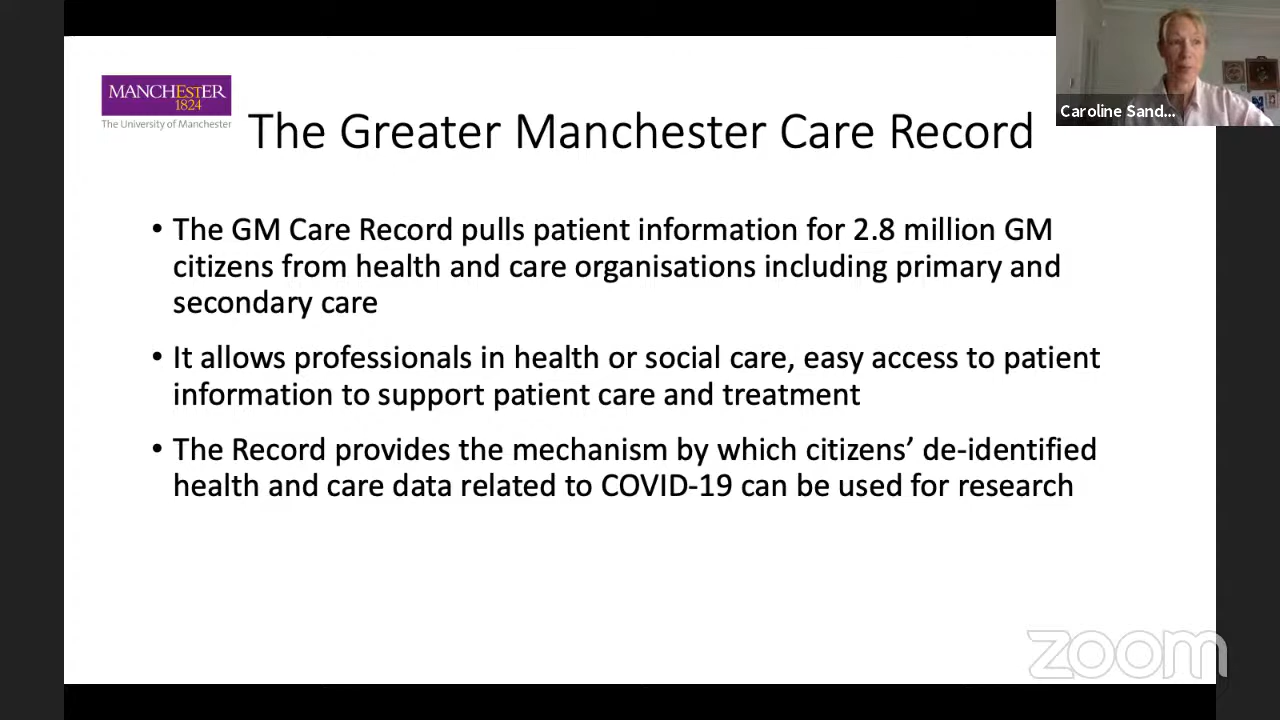 MANCHESTER
1824
The University of Manchester
The Greater Manchester Care Record
Caroline Sand...
• The GM Care Record pulls patient information for 2.8 million GM
citizens from health and care organisations including primary and
secondary care
• It allows professionals in health or social care, easy access to patient
information to support patient care and treatment
• The Record provides the mechanism by which citizens’ de-identified
health and care data related to COVID-19 can be used for research
zoom